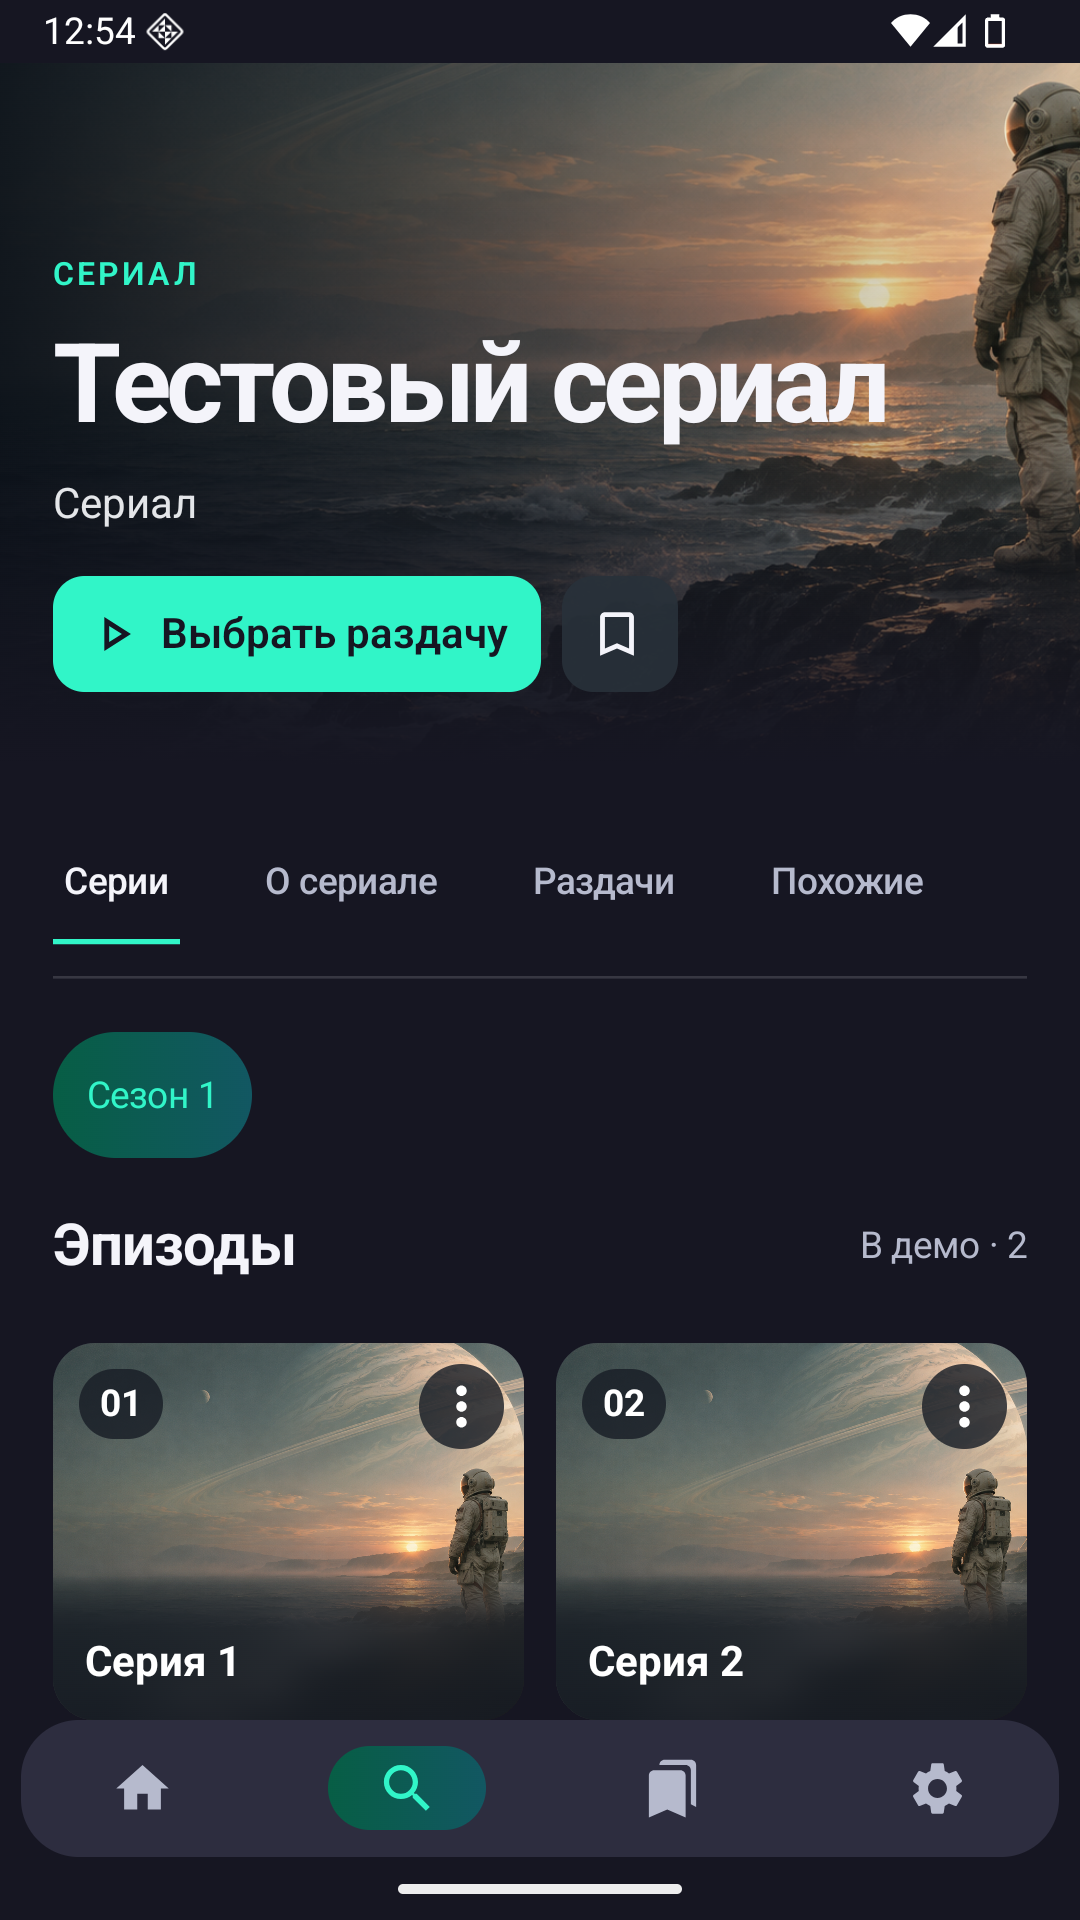 12:54
СЕРИАЛ
Тестовый сериал
Сериал
Выбрать раздачу
Серии О сериале Раздачи Похожие
Сезон 1
Эпизоды В демо · 2
01 02
Серия 1 Серия 2